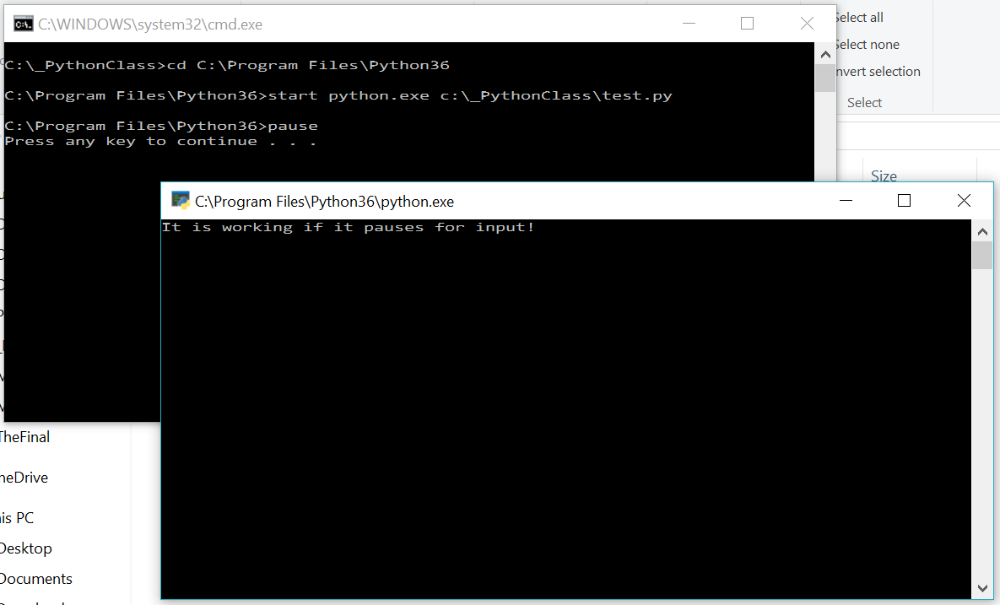 C:\WINDOWS\system32\cmd.exe
C:\_PythonClass>cd C:\Program Files\Python36
C:\Program Files\Python36>start python.exe c:\_PythonClass\test.py
C:\Program Files\Python36>pause
Press any key to continue . . .
Select all
Select none
nvert selection
Select
Size
C:\Program Files\Python36\python.exe
It is working if it pauses for input!
TheFinal
neDrive
is PC
Desktop
Documents